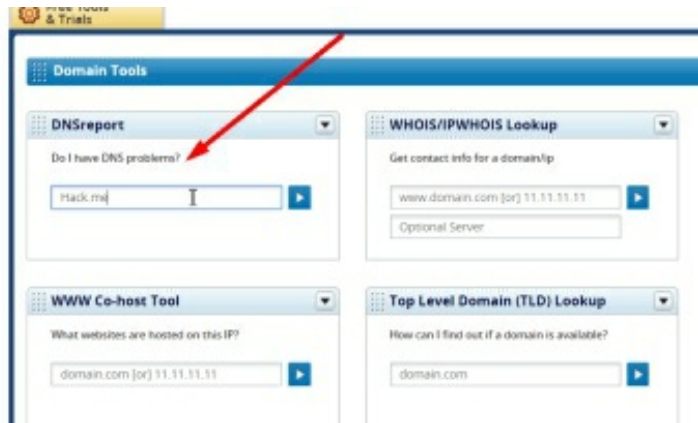 Free Tools
& Trials
Domain Tools
DNSreport
Do I have DNS problems?
Hack.me
WHOIS/IPWHOIS Lookup
Get contact info for a domain/ip
www.domain.com [or] 11.11.11.11
Optional Server
WWW Co-host Tool
What websites are hosted on this IP?
domain.com [or] 11.11.11.11
Top Level Domain (TLD) Lookup
How can I find out if a domain is available?
domain.com